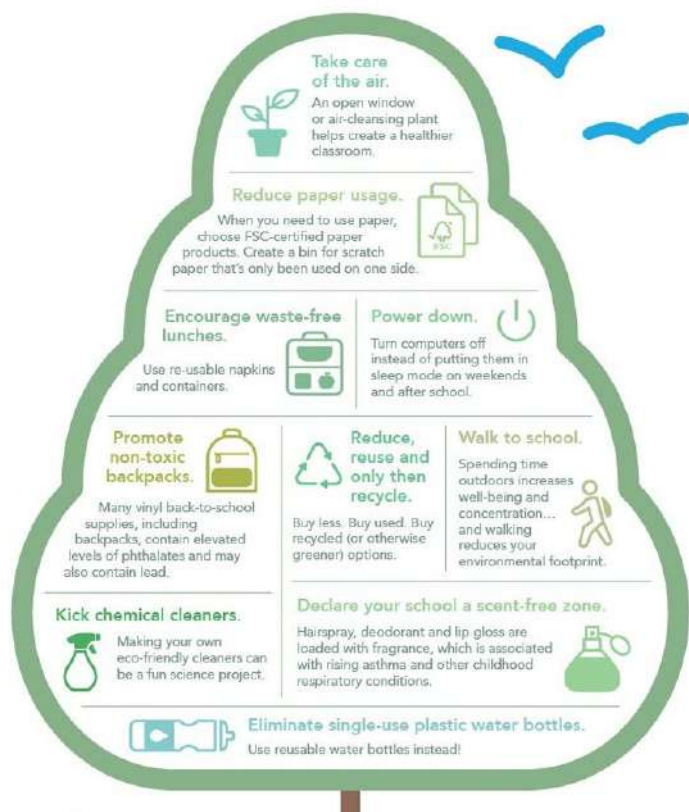 Take care
of the air.
An open window
or air-cleansing plant
helps create a healthier
classroom.
Reduce paper usage.
When you need to use paper,
choose FSC-certified paper
products. Create a bin for scratch
paper that's only been used on one side.
FSC
Encourage waste-free
lunches.
Use re-usable napkins
and containers.
Power down.
Turn computers off
instead of putting them in
sleep mode on weekends
and after school.
Promote
non-toxic
backpacks.
Many vinyl back-to-school
supplies, including
backpacks, contain elevated
levels of phthalates and may
also contain lead.
Reduce,
reuse and
only then
recycle.
Buy less. Buy used. Buy
recycled (or otherwise
greener) options.
Walk to school.
Spending time
outdoors increases
well-being and
concentration...
and walking
reduces your
environmental footprint.
Kick chemical cleaners.
Making your own
eco-friendly cleaners can
be a fun science project.
Declare your school a scent-free zone.
Hairspray, deodorant and lip gloss are
loaded with fragrance, which is associated
with rising asthma and other childhood
respiratory conditions.
Eliminate single-use plastic water bottles.
Use reusable water bottles instead!